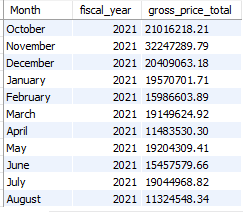 Month fiscal_year gross_price_total
October 2021 21016218.21
November 2021 32247289.79
December 2021 20409063.18
January 2021 19570701.71
February 2021 15986603.89
March 2021 19149624.92
April 2021 11483530.30
May 2021 19204309.41
June 2021 15457579.66
July 2021 19044968.82
August 2021 11324548.34